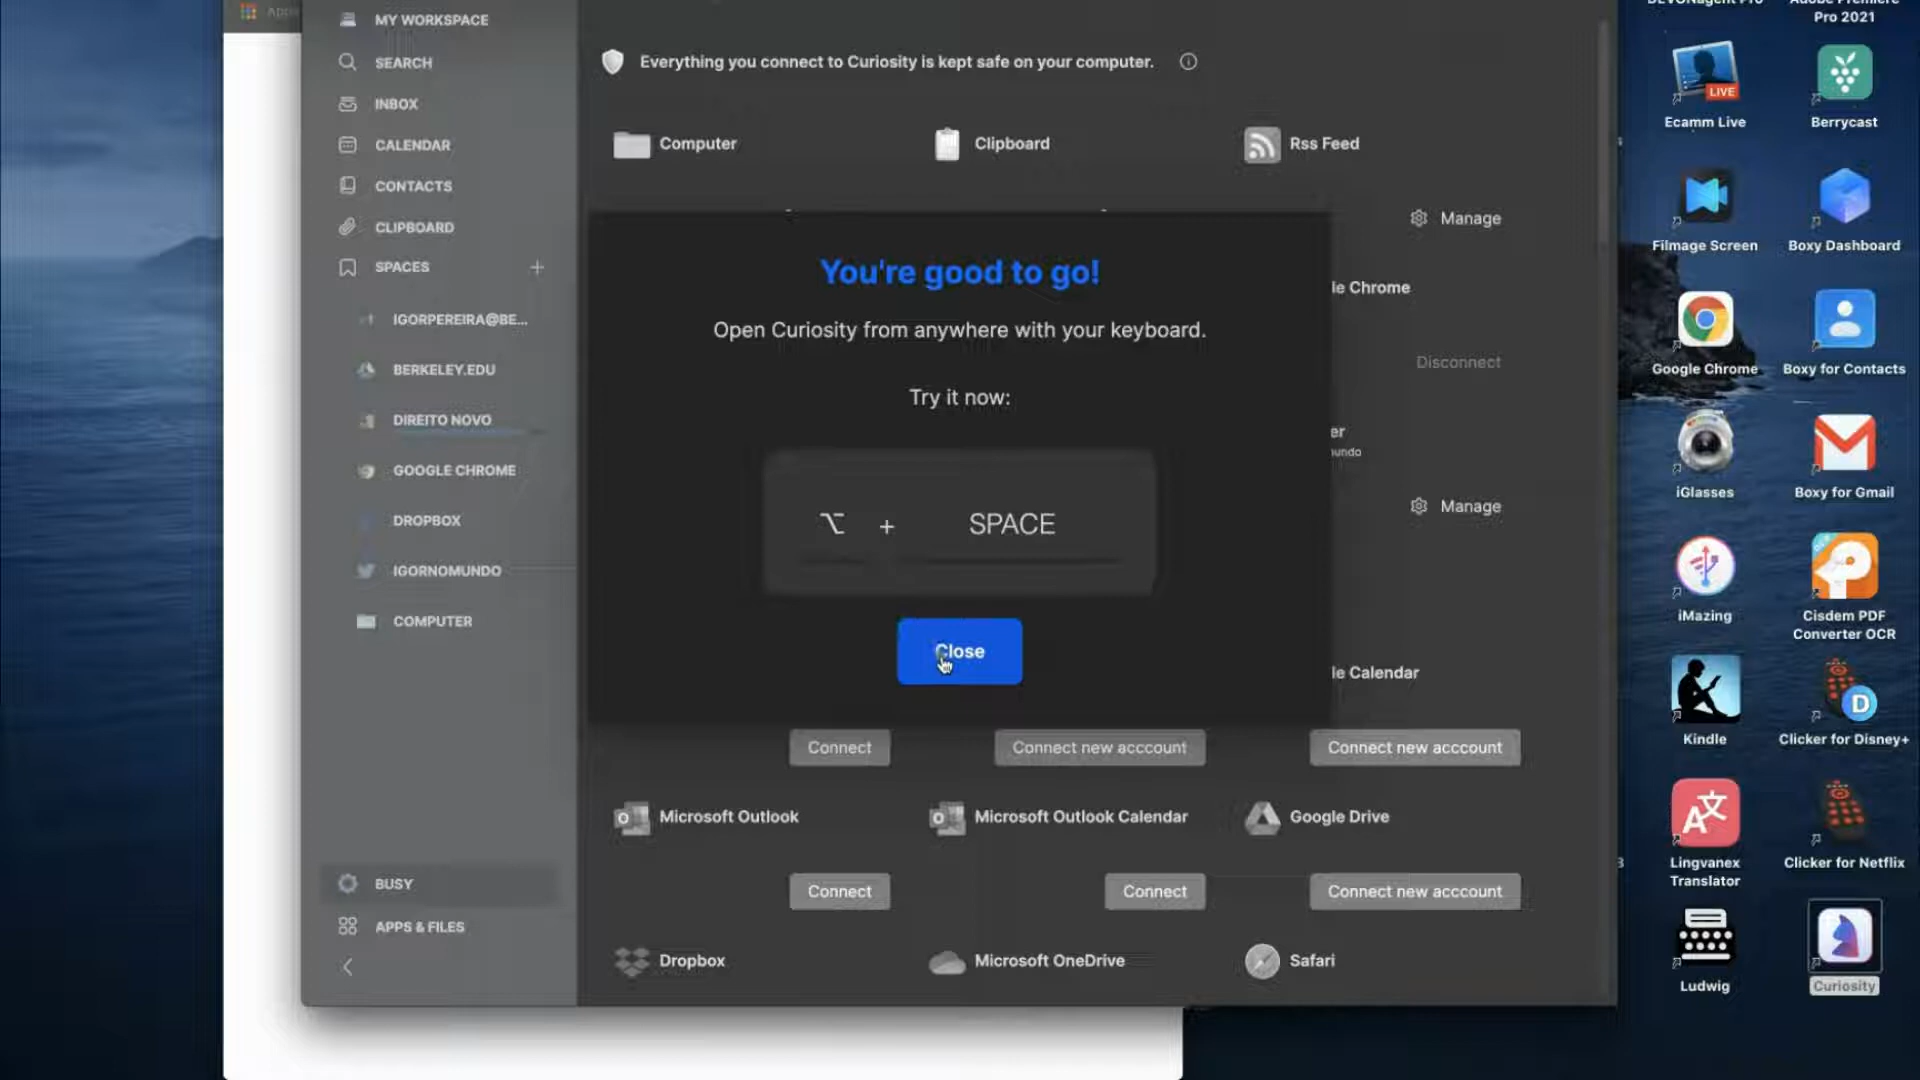 MY WORKSPACE
SEARCH
INBOX
CALENDAR
CONTACTS
CLIPBOARD
SPACES
IGORPEREIRA@BE...
BERKELEY.EDU
DIREITO NOVO
GOOGLE CHROME
DROPBOX
IGORNOMUNDO
COMPUTER
BUSY
APPS & FILES
Everything you connect to Curiosity is kept safe on your computer.
Computer
Clipboard
Rss Feed
Manage
le Chrome
Disconnect
er
undo
Manage
le Calendar
You're good to go!
Open Curiosity from anywhere with your keyboard.
Try it now:
⌥ + SPACE
Close
Connect
Connect new acccount
Connect new acccount
Microsoft Outlook
Microsoft Outlook Calendar
Google Drive
Connect
Connect
Connect new acccount
Dropbox
Microsoft OneDrive
Safari
Pro 2021
LIVE
Ecamm Live
Berrycast
Filmage Screen
Boxy Dashboard
Google Chrome
Boxy for Contacts
iGlasses
Boxy for Gmail
iMazing
Cisdem PDF
Converter OCR
Kindle
D
Clicker for Disney+
Lingvanex
Translator
Clicker for Netflix
Ludwig
Curiosity